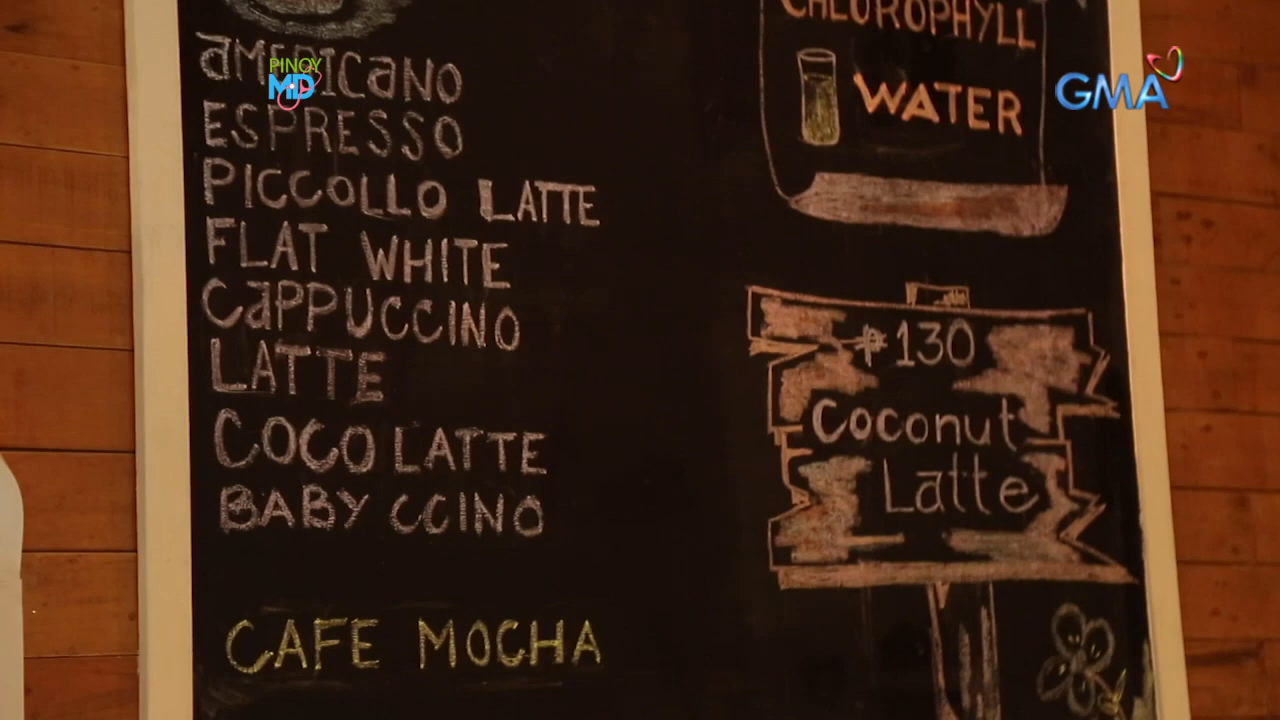 aMERICaNO
ESPRESSO
PICCOLLO LATTE
FLAT WHITE
CaPPUCCINO
LATTE
COCO LATTE
BABY CCINO
CAFE MOCHA
CHLOROPHYLL
WATER
₱130
Coconut
Latte
PINOY
MD
GMA